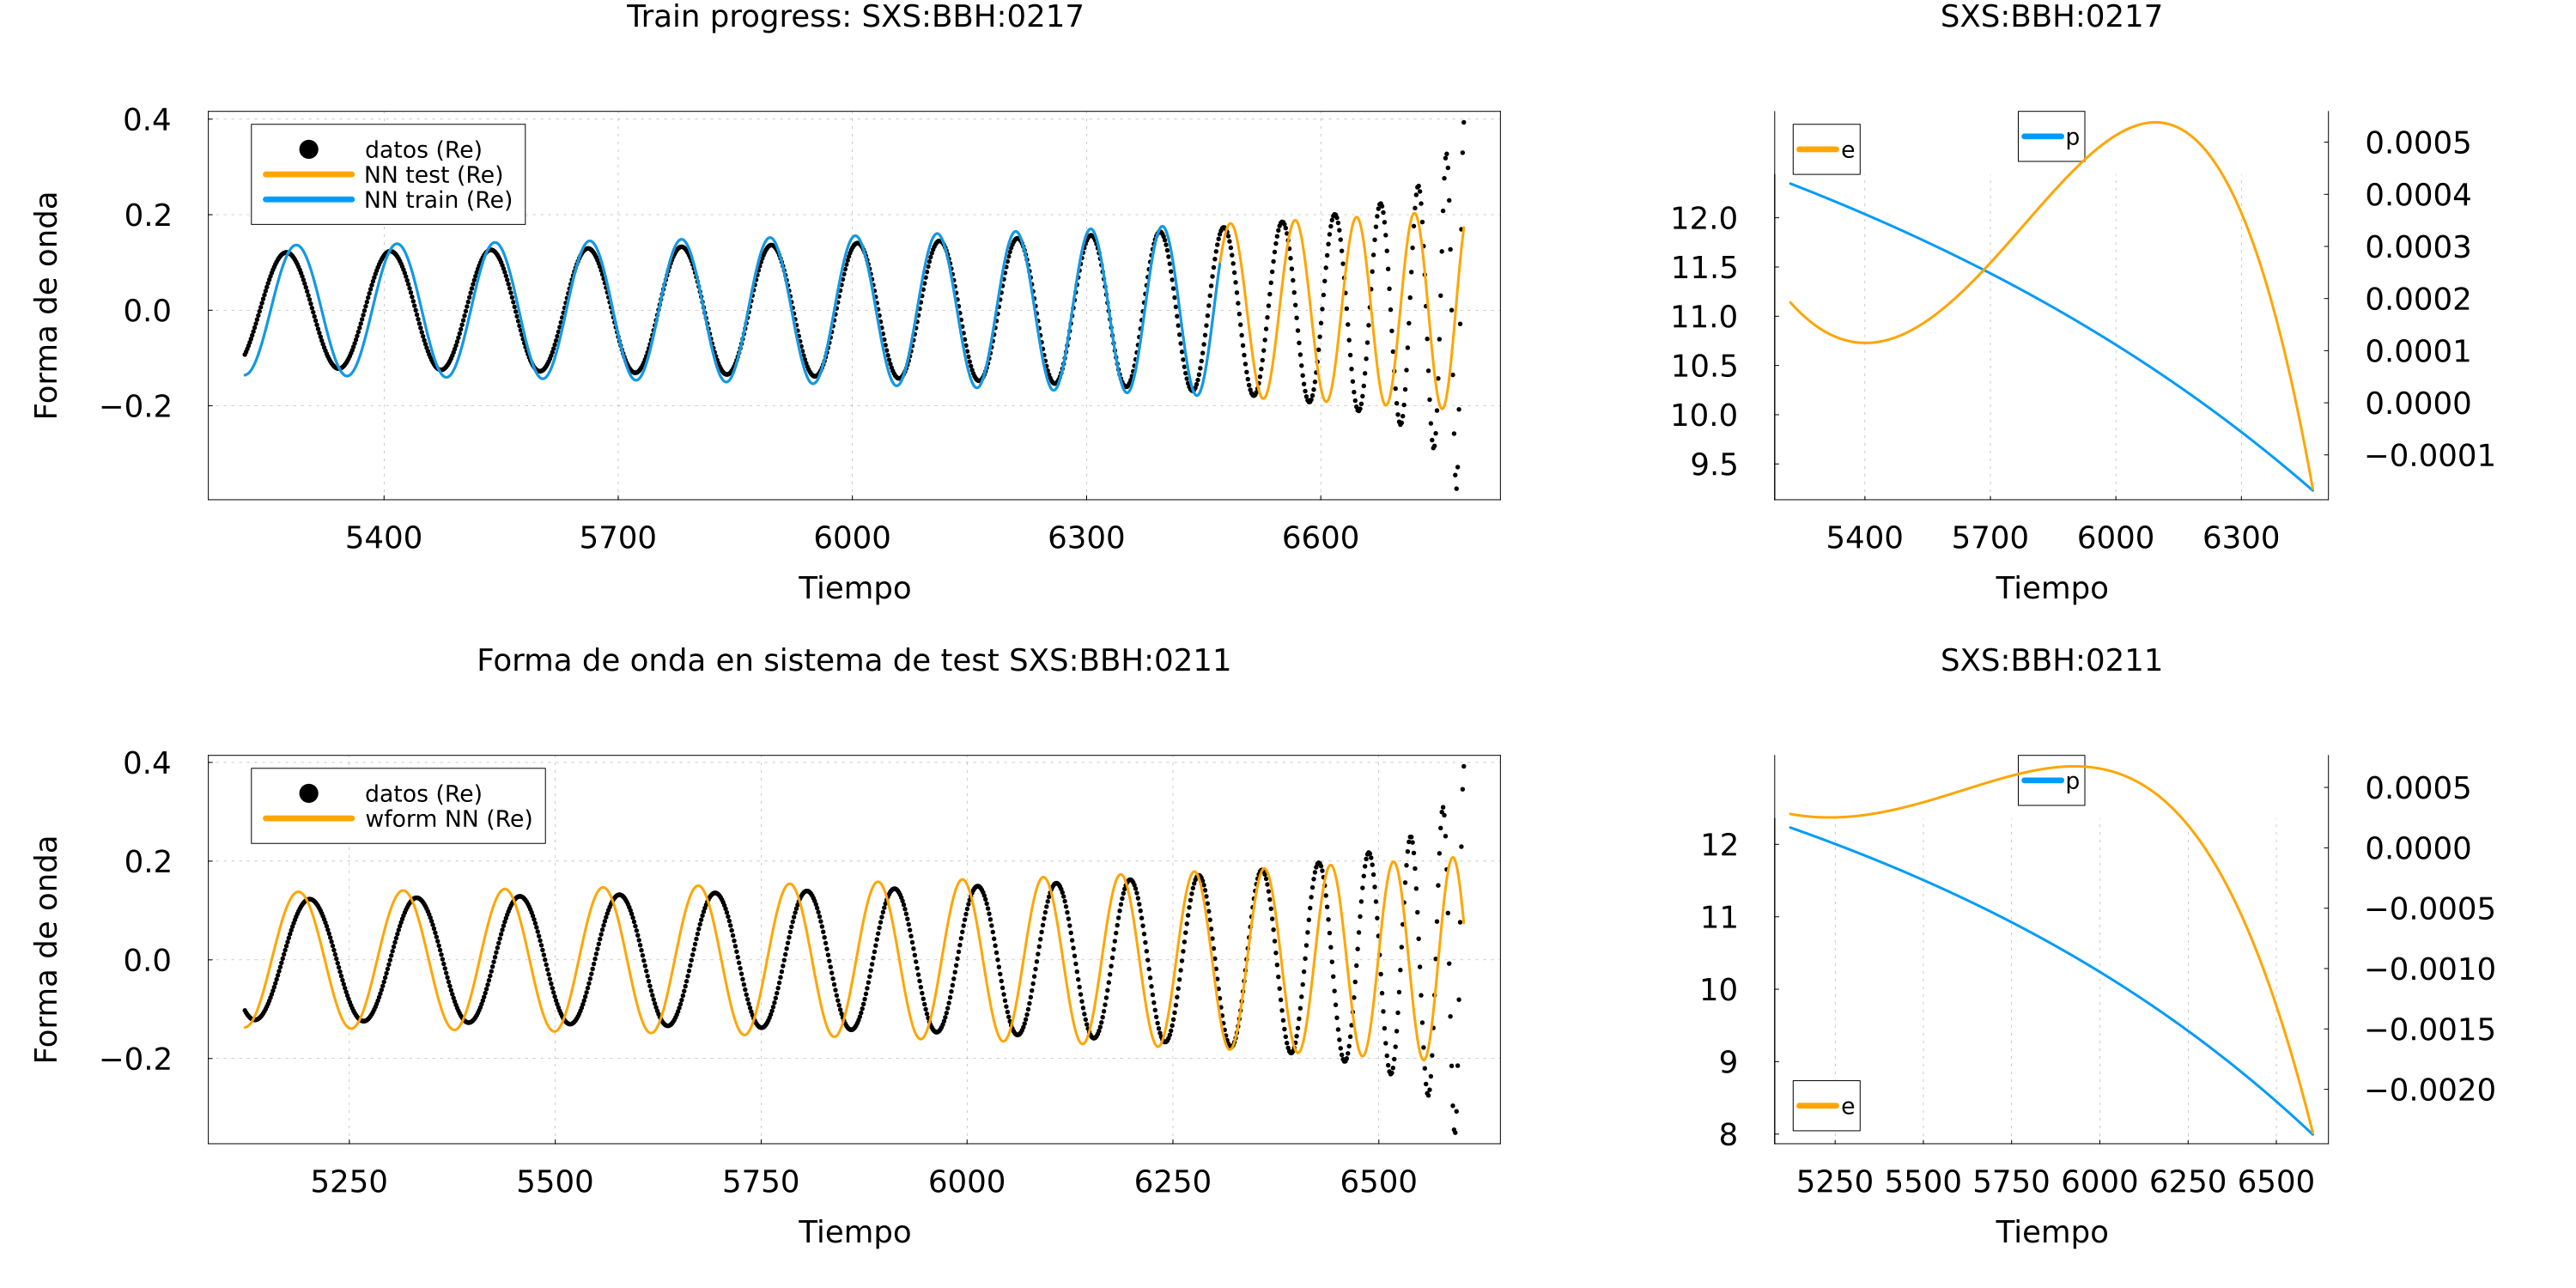 Train progress: SXS:BBH:0217
Forma de onda
0.4
0.2
0.0
−0.2
datos (Re)
NN test (Re)
NN train (Re)
5400 5700 6000 6300 6600
Tiempo
SXS:BBH:0217
e
p
12.0
11.5
11.0
10.5
10.0
9.5
0.0005
0.0004
0.0003
0.0002
0.0001
0.0000
−0.0001
5400 5700 6000 6300
Tiempo
Forma de onda en sistema de test SXS:BBH:0211
Forma de onda
0.4
0.2
0.0
−0.2
datos (Re)
wform NN (Re)
5250 5500 5750 6000 6250 6500
Tiempo
SXS:BBH:0211
p
e
12
11
10
9
8
0.0005
0.0000
−0.0005
−0.0010
−0.0015
−0.0020
5250 5500 5750 6000 6250 6500
Tiempo